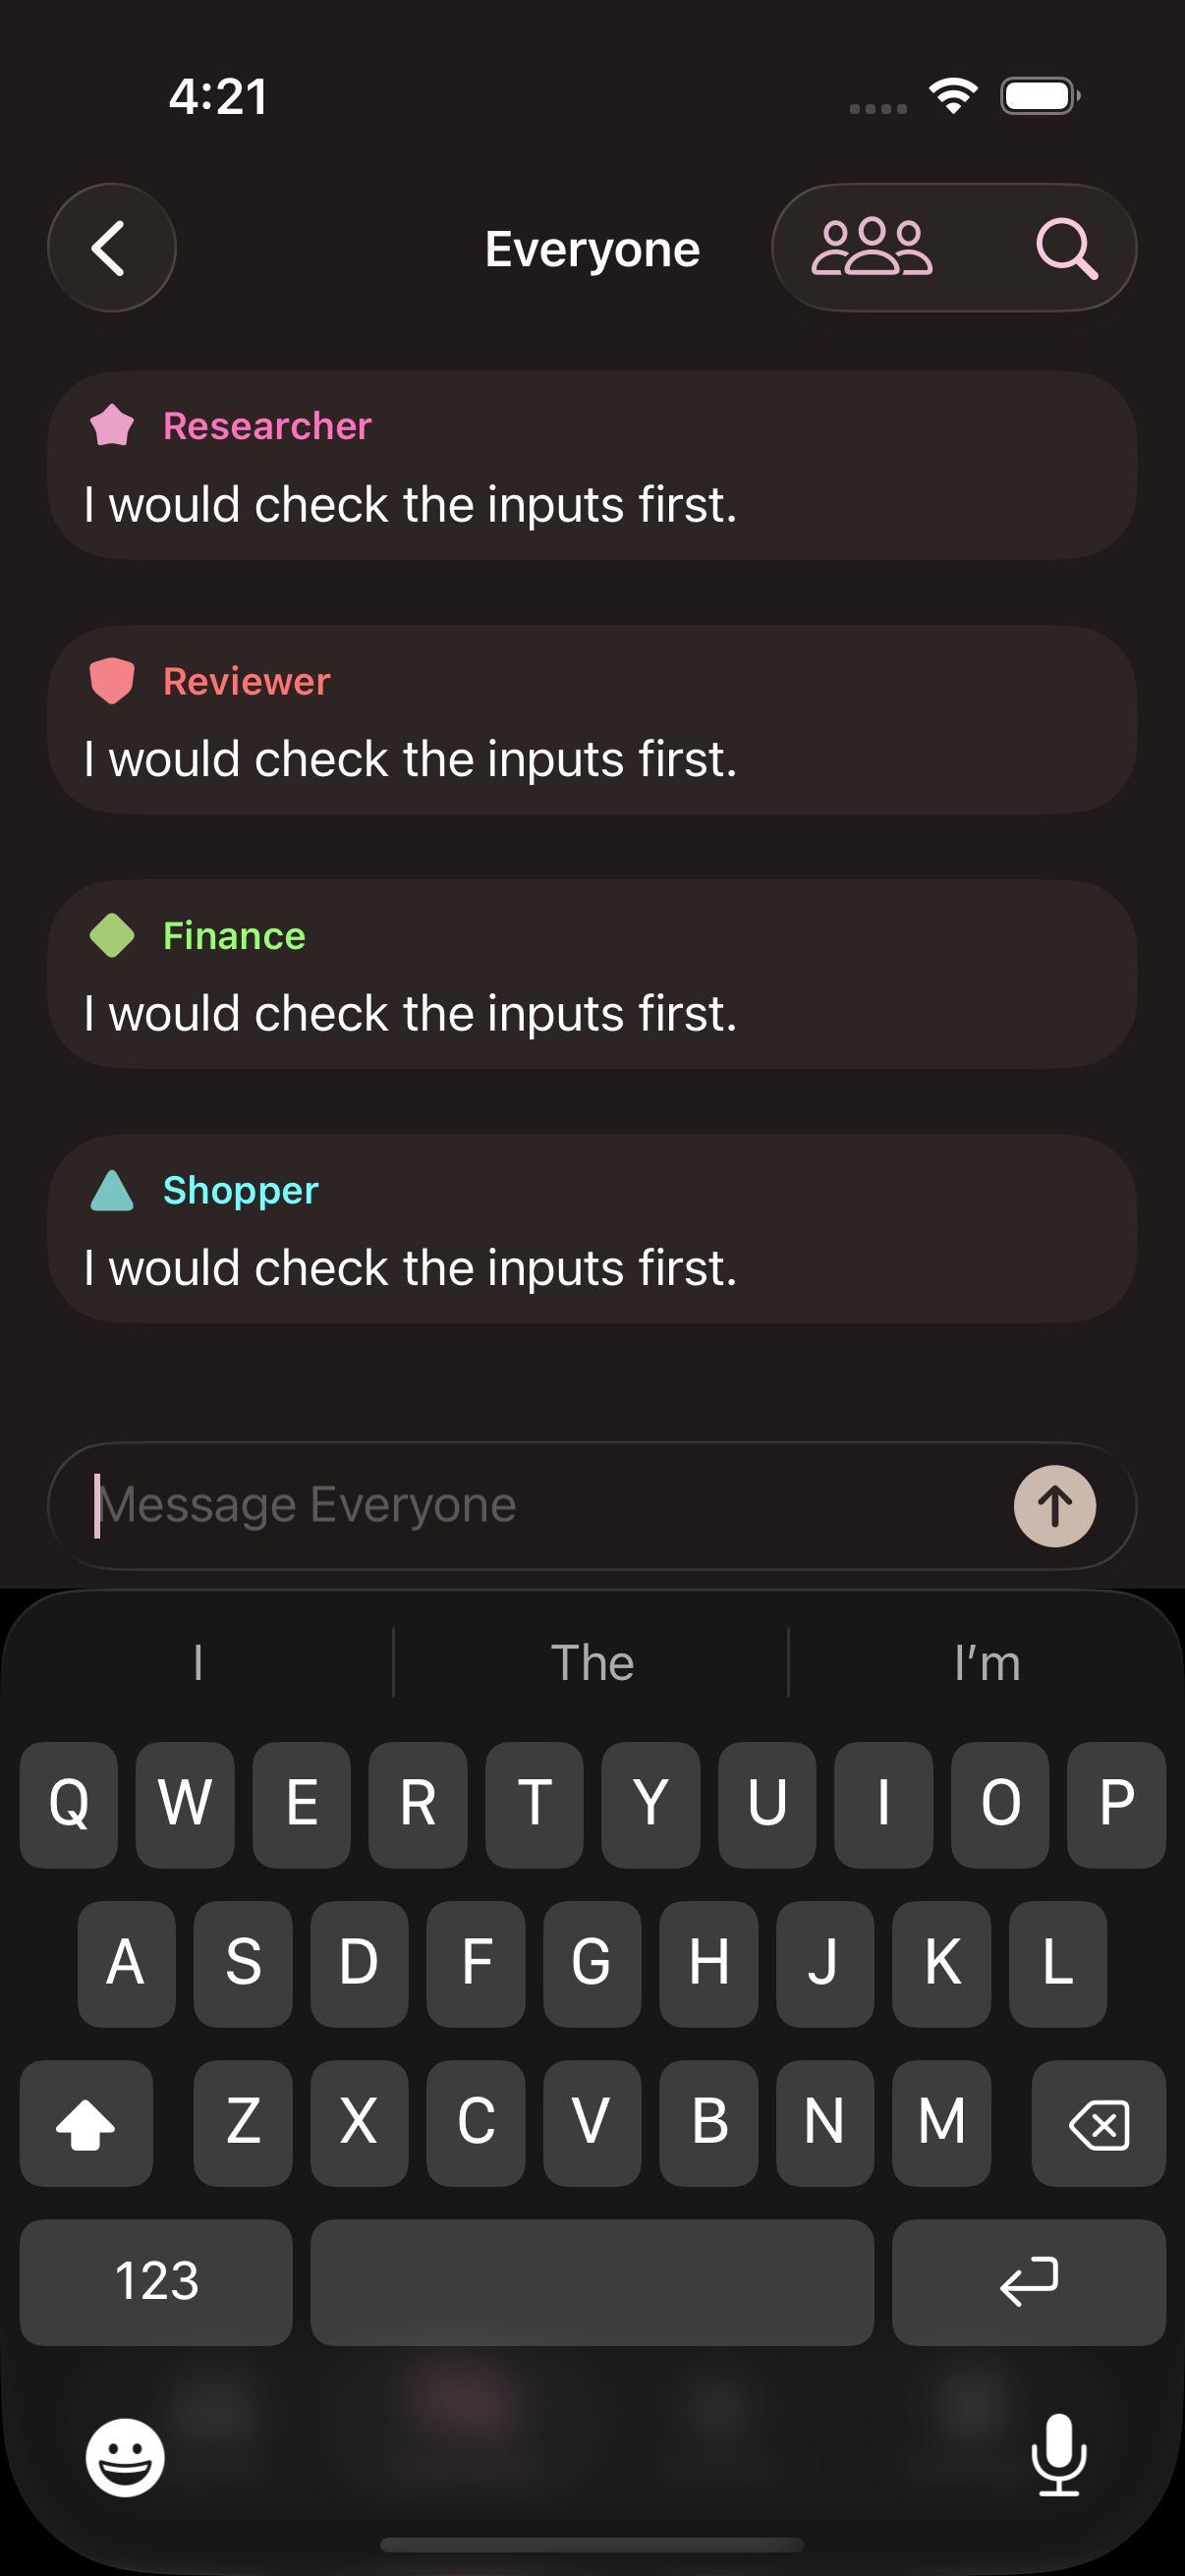 4:21
Everyone
Researcher
I would check the inputs first.
Reviewer
I would check the inputs first.
Finance
I would check the inputs first.
Shopper
I would check the inputs first.
Message Everyone
I The I’m
Q W E R T Y U I O P
A S D F G H J K L
Z X C V B N M
123